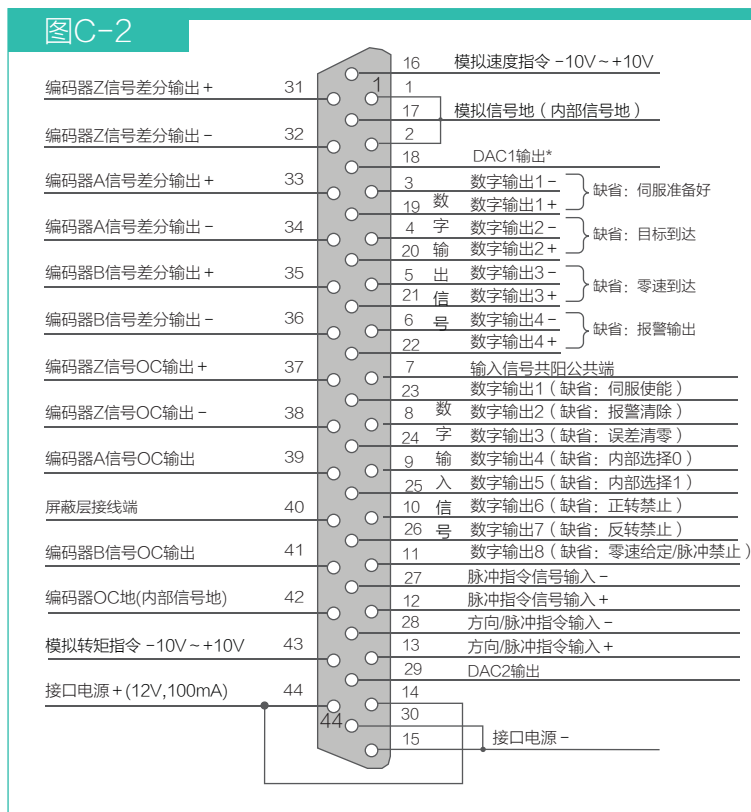 图C-2
16 模拟速度指令 -10V~+10V
编码器Z信号差分输出+ 31
1 1
17 模拟信号地（内部信号地）
编码器Z信号差分输出- 32
2
18 DAC1输出*
编码器A信号差分输出+ 33
3 数字输出1- 缺省：伺服准备好
19 数字输出1+
编码器A信号差分输出- 34
4 数字输出2- 缺省：目标到达
20 数字输出2+
编码器B信号差分输出+ 35
5 数字输出3- 缺省：零速到达
21 数字输出3+
编码器B信号差分输出- 36
6 数字输出4- 缺省：报警输出
22 数字输出4+
数字输出信号
编码器Z信号OC输出+ 37
7 输入信号共阳公共端
23 数字输出1（缺省：伺服使能）
编码器Z信号OC输出- 38
8 数字输出2（缺省：报警清除）
24 数字输出3（缺省：误差清零）
编码器A信号OC输出 39
9 数字输出4（缺省：内部选择0）
25 数字输出5（缺省：内部选择1）
屏蔽层接线端 40
10 数字输出6（缺省：正转禁止）
26 数字输出7（缺省：反转禁止）
数字输入信号
编码器B信号OC输出 41
11 数字输出8（缺省：零速给定/脉冲禁止）
27 脉冲指令信号输入-
编码器OC地(内部信号地) 42
12 脉冲指令信号输入+
28 方向/脉冲指令输入-
模拟转矩指令 -10V~+10V 43
13 方向/脉冲指令输入+
29 DAC2输出
接口电源+(12V,100mA) 44
14
44 30
15 接口电源-